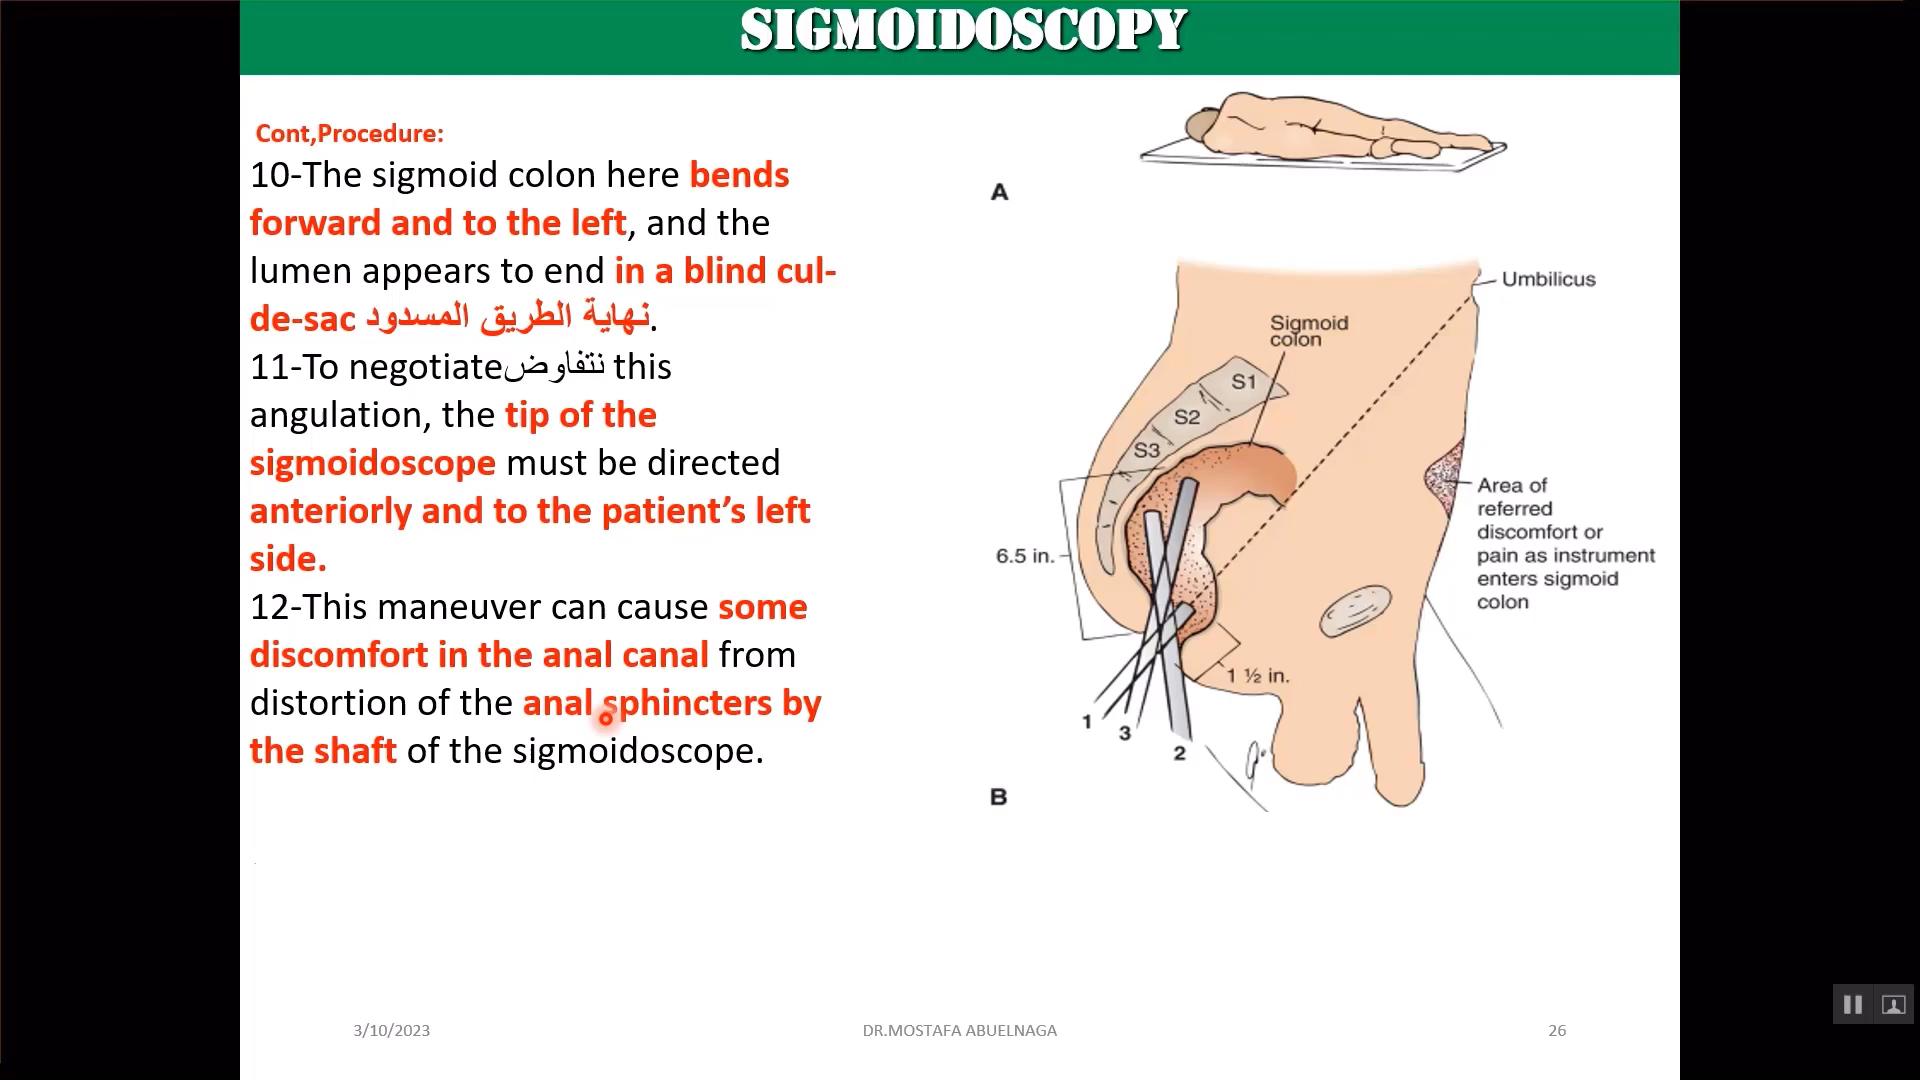 SIGMOIDOSCOPY
Cont,Procedure:
10-The sigmoid colon here bends
forward and to the left, and the
lumen appears to end in a blind cul-
de-sac نهاية الطريق المسدود.
11-To negotiateنتفاوض this
angulation, the tip of the
sigmoidoscope must be directed
anteriorly and to the patient’s left
side.
12-This maneuver can cause some
discomfort in the anal canal from
distortion of the anal sphincters by
the shaft of the sigmoidoscope.
A
Umbilicus
Sigmoid
colon
S1
S2
S3
Area of
referred
discomfort or
pain as instrument
enters sigmoid
colon
6.5 in.
1 ½ in.
1
3
2
B
3/10/2023
DR.MOSTAFA ABUELNAGA
26